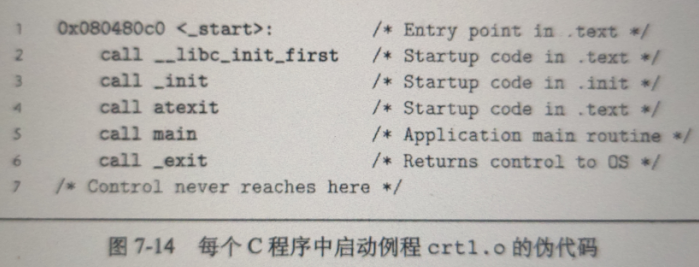 1 0x080480c0 <_start>: /* Entry point in .text */
2 call __libc_init_first /* Startup code in .text */
3 call _init /* Startup code in .init */
4 call atexit /* Startup code in .text */
5 call main /* Application main routine */
6 call _exit /* Returns control to OS */
7 /* Control never reaches here */
图 7-14 每个 C 程序中启动例程 crt1.o 的伪代码